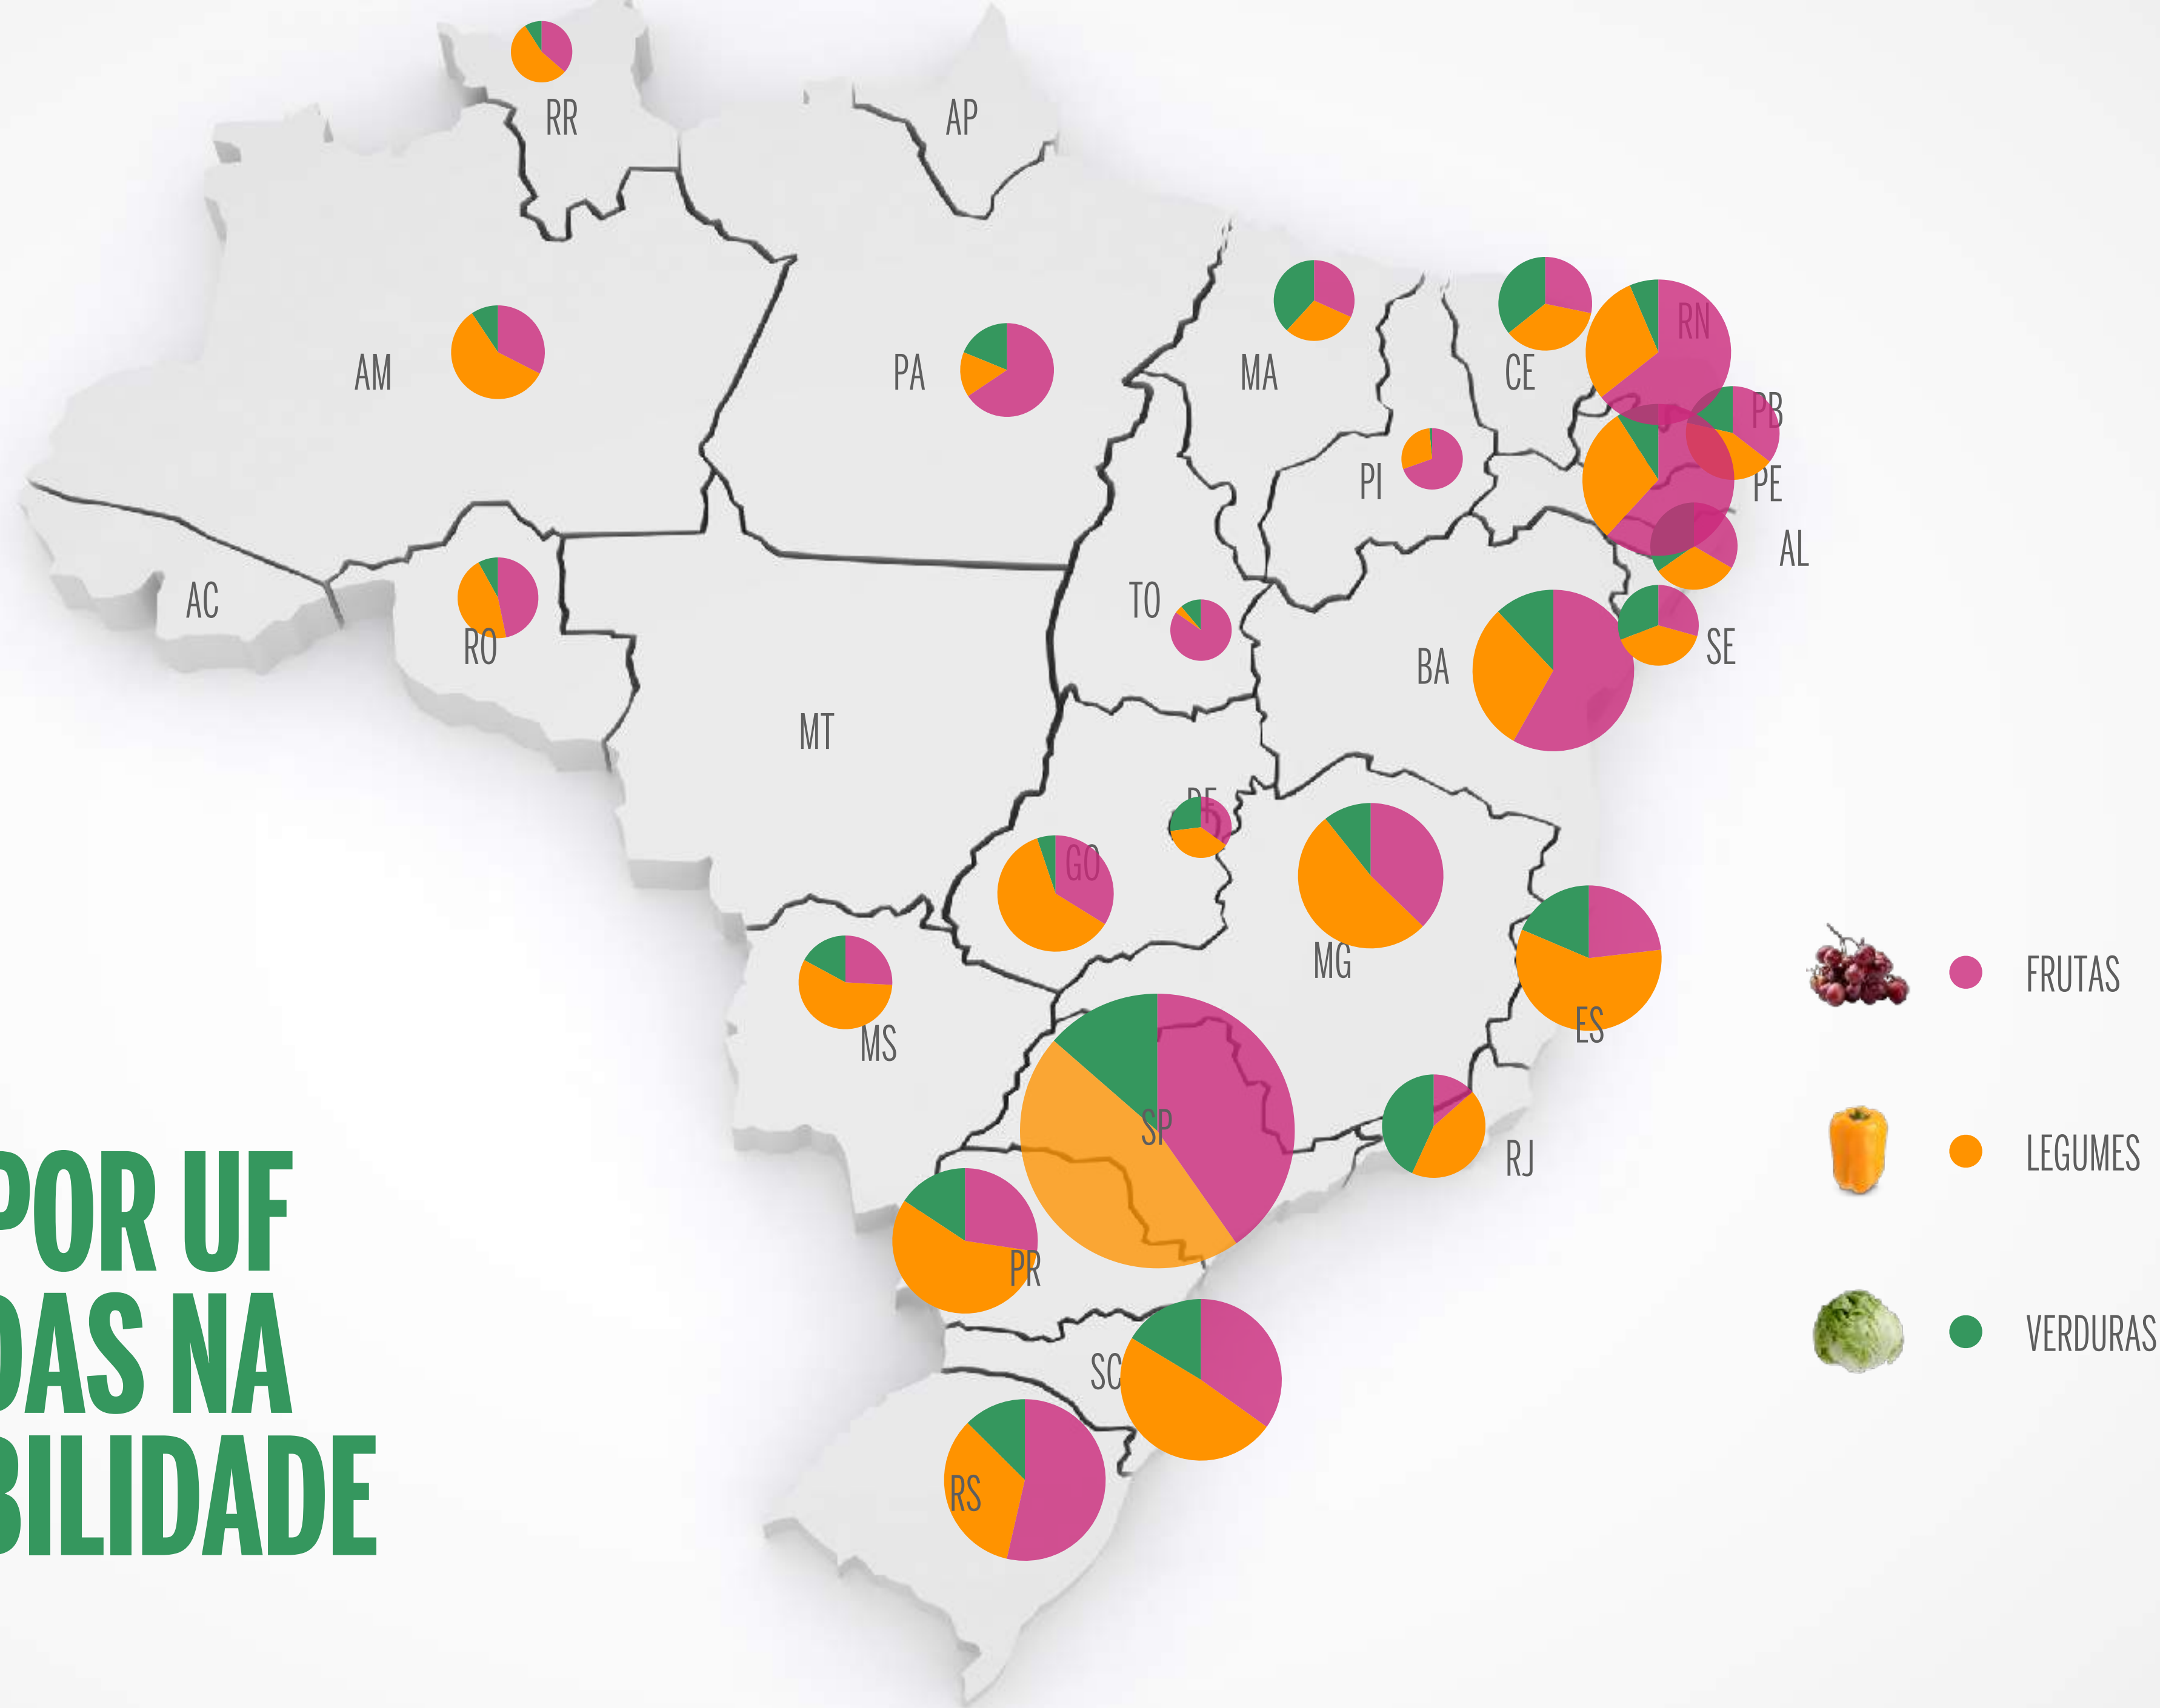 RR
AP
AM
PA
MA
CE
RN
PB
PI
PE
AL
AC
RO
TO
BA
SE
MT
DF
GO
MG
ES
MS
SP
RJ
PR
SC
RS
FRUTAS
LEGUMES
VERDURAS
POR UF
DAS NA
BILIDADE